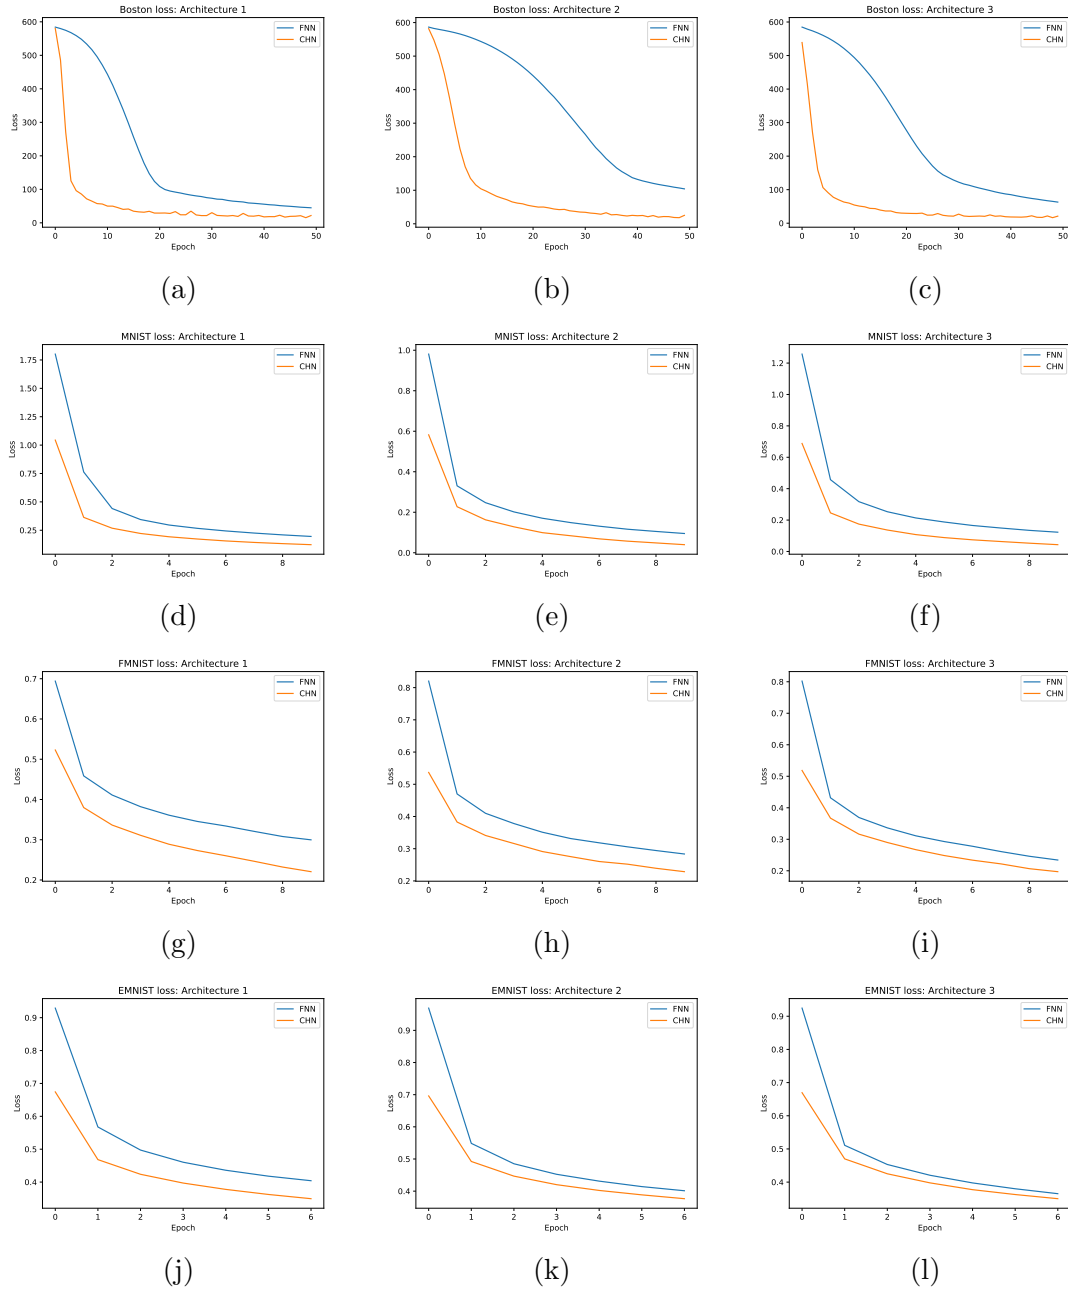 Boston loss: Architecture 1
Loss
600
500
400
300
200
100
0
FNN
CHN
0 10 20 30 40 50
Epoch
(a)
Boston loss: Architecture 2
Loss
600
500
400
300
200
100
0
FNN
CHN
0 10 20 30 40 50
Epoch
(b)
Boston loss: Architecture 3
Loss
600
500
400
300
200
100
0
FNN
CHN
0 10 20 30 40 50
Epoch
(c)
MNIST loss: Architecture 1
Loss
1.75
1.50
1.25
1.00
0.75
0.50
0.25
FNN
CHN
0 2 4 6 8
Epoch
(d)
MNIST loss: Architecture 2
Loss
1.0
0.8
0.6
0.4
0.2
0.0
FNN
CHN
0 2 4 6 8
Epoch
(e)
MNIST loss: Architecture 3
Loss
1.2
1.0
0.8
0.6
0.4
0.2
0.0
FNN
CHN
0 2 4 6 8
Epoch
(f)
FMNIST loss: Architecture 1
Loss
0.7
0.6
0.5
0.4
0.3
0.2
FNN
CHN
0 2 4 6 8
Epoch
(g)
FMNIST loss: Architecture 2
Loss
0.8
0.7
0.6
0.5
0.4
0.3
0.2
FNN
CHN
0 2 4 6 8
Epoch
(h)
FMNIST loss: Architecture 3
Loss
0.8
0.7
0.6
0.5
0.4
0.3
0.2
FNN
CHN
0 2 4 6 8
Epoch
(i)
EMNIST loss: Architecture 1
Loss
0.9
0.8
0.7
0.6
0.5
0.4
FNN
CHN
0 1 2 3 4 5 6
Epoch
(j)
EMNIST loss: Architecture 2
Loss
0.9
0.8
0.7
0.6
0.5
0.4
FNN
CHN
0 1 2 3 4 5 6
Epoch
(k)
EMNIST loss: Architecture 3
Loss
0.9
0.8
0.7
0.6
0.5
0.4
FNN
CHN
0 1 2 3 4 5 6
Epoch
(l)